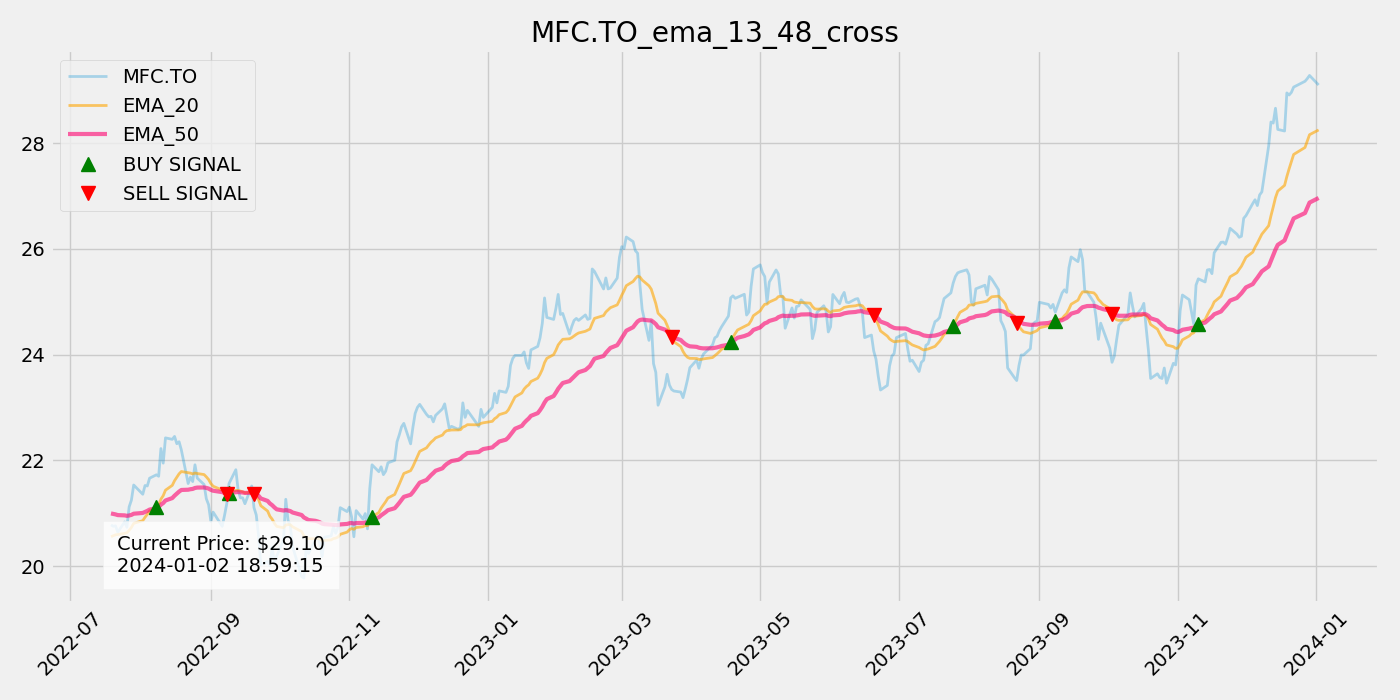 MFC.TO_ema_13_48_cross
MFC.TO
EMA_20
EMA_50
BUY SIGNAL
SELL SIGNAL
28
26
24
22
20
Current Price: $29.10
2024-01-02 18:59:15
2022-07
2022-09
2022-11
2023-01
2023-03
2023-05
2023-07
2023-09
2023-11
2024-01